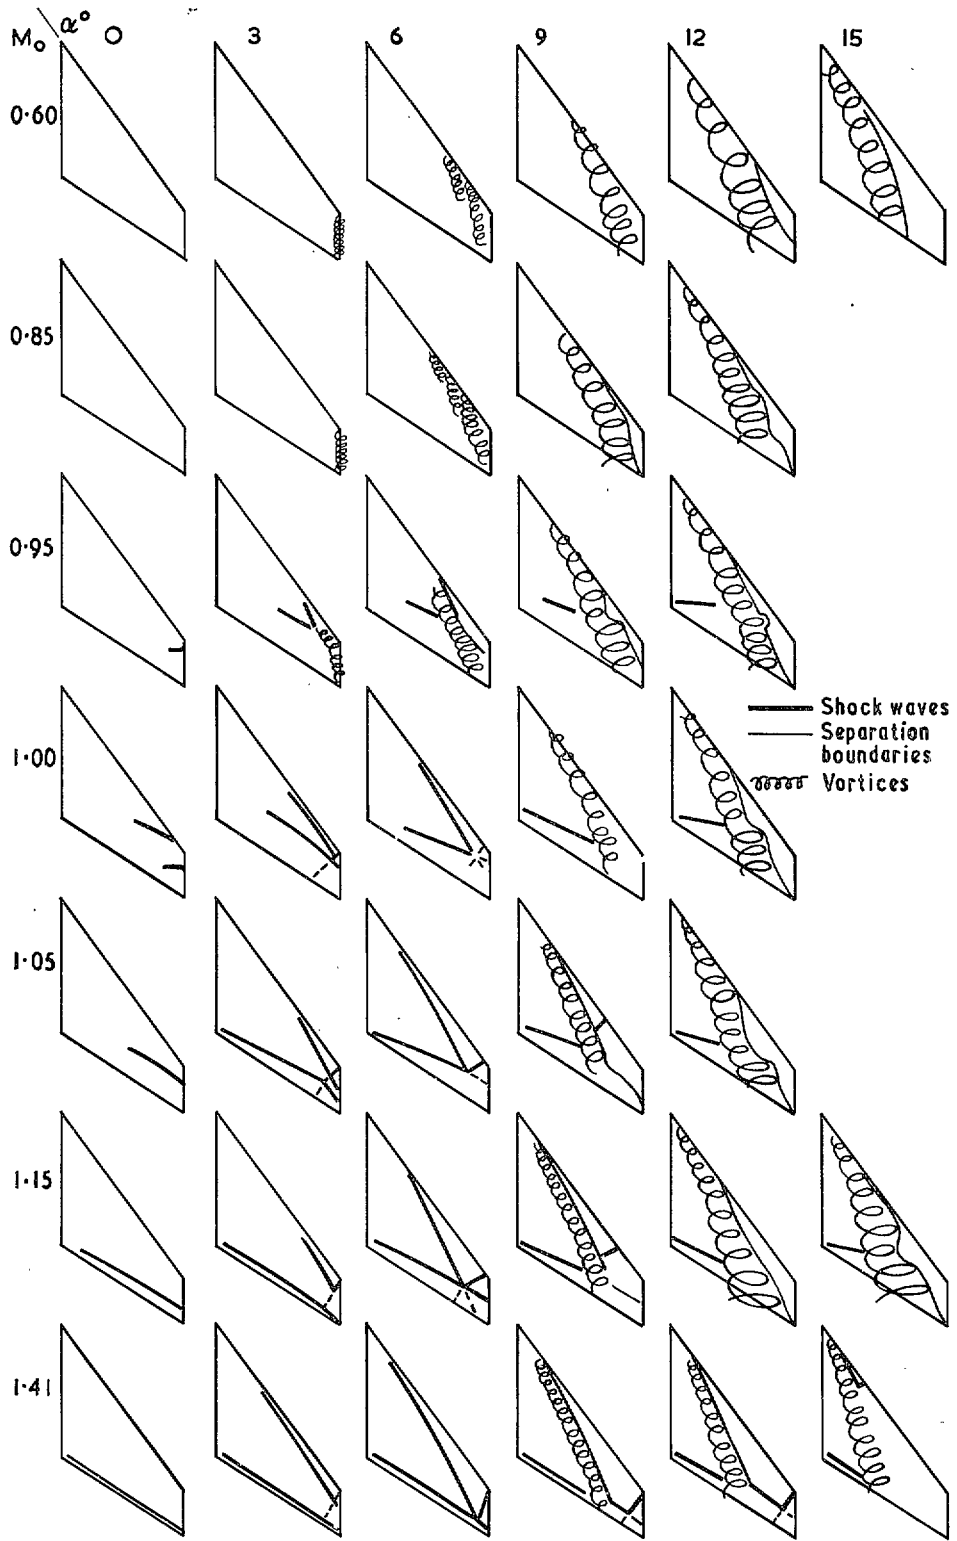 α°
M₀ 0 3 6 9 12 15
0·60
0·85
0·95
1·00
Shock waves
Separation
boundaries
Vortices
1·05
1·15
1·41